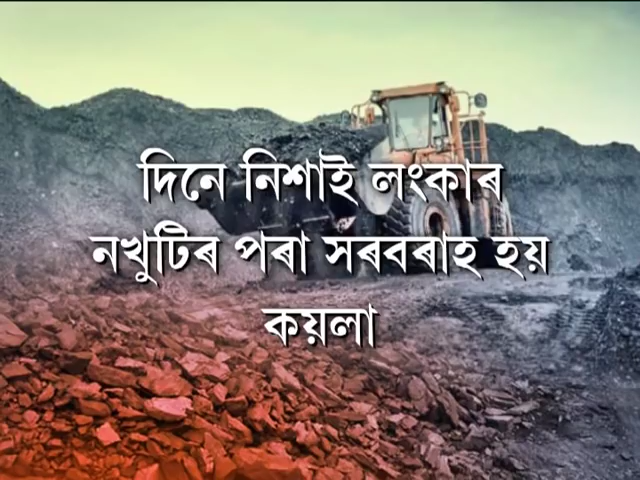 দিনে নিশাই লংকাৰ
নখুটিৰ পৰা সৰবৰাহ হয়
কয়লা